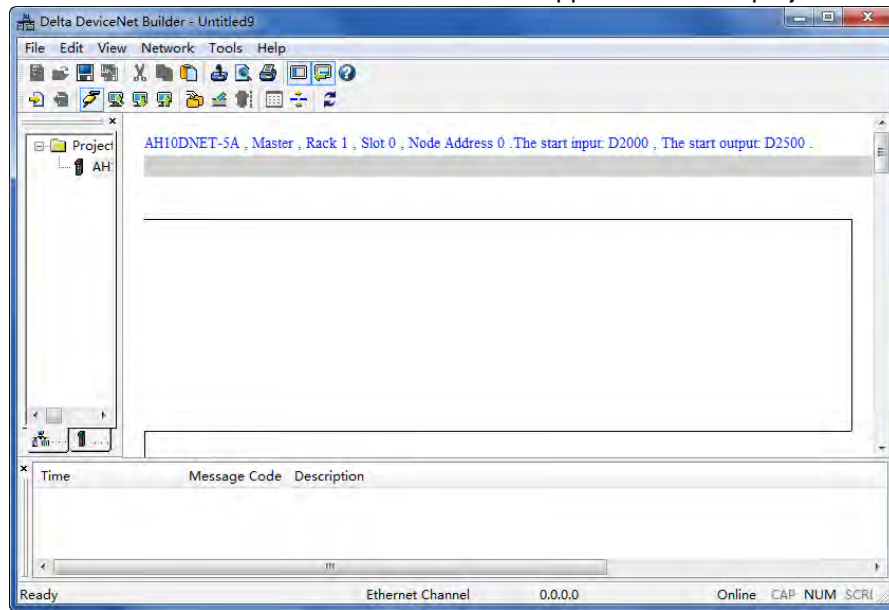 Delta DeviceNet Builder - Untitled9
File Edit View Network Tools Help
Project
AH
AH10DNET-5A , Master , Rack 1 , Slot 0 , Node Address 0 .The start input: D2000 , The start output: D2500 .
Time Message Code Description
Ready Ethernet Channel 0.0.0.0 Online CAP NUM SCRL